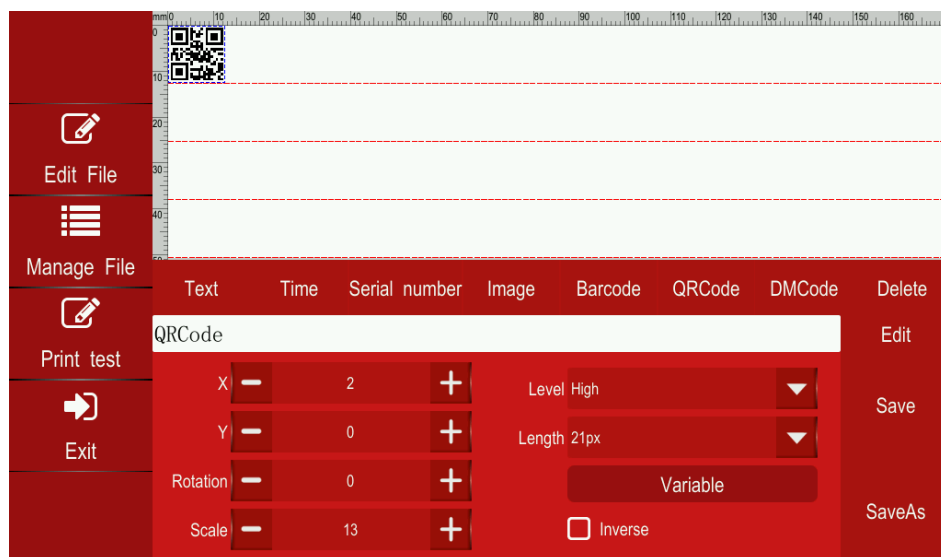 mm 0 10 20 30 40 50 60 70 80 90 100 110 120 130 140 150 160
0
10
20
30
40
Edit File
Manage File
Print test
Exit
Text Time Serial number Image Barcode QRCode DMCode Delete
QRCode Edit
X 2 Level High
Save
Y 0 Length 21px
Rotation 0 Variable
SaveAs
Scale 13 Inverse